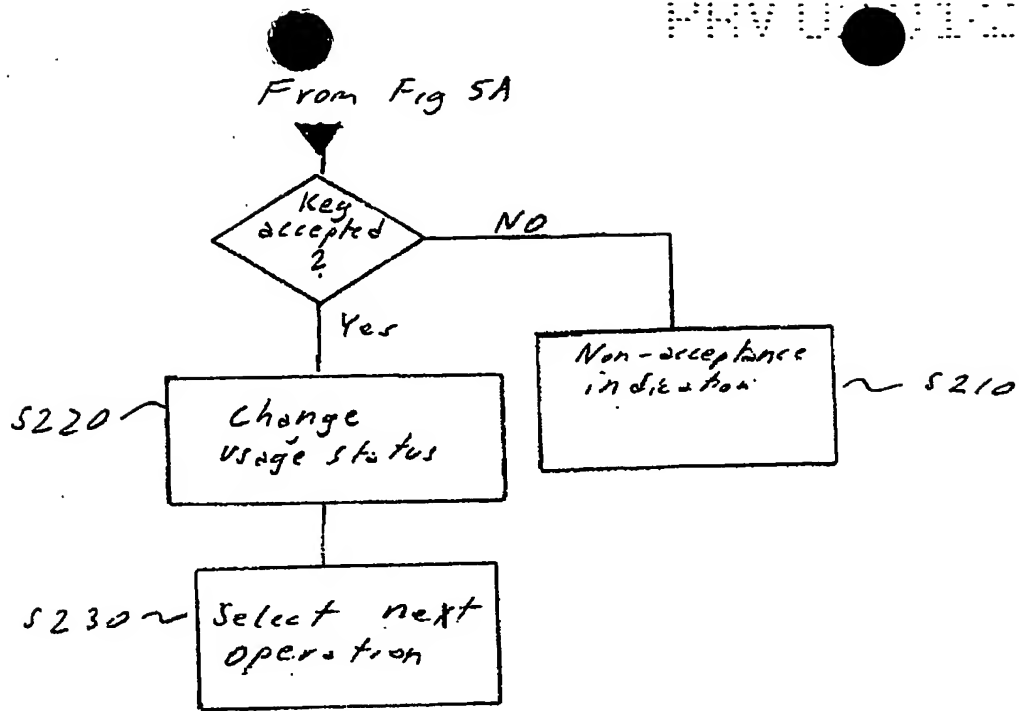 From Fig 5A
Key
accepted
?
NO
Yes
Non-acceptance
indication
S210
S220
Change
usage status
S230
Select next
operation